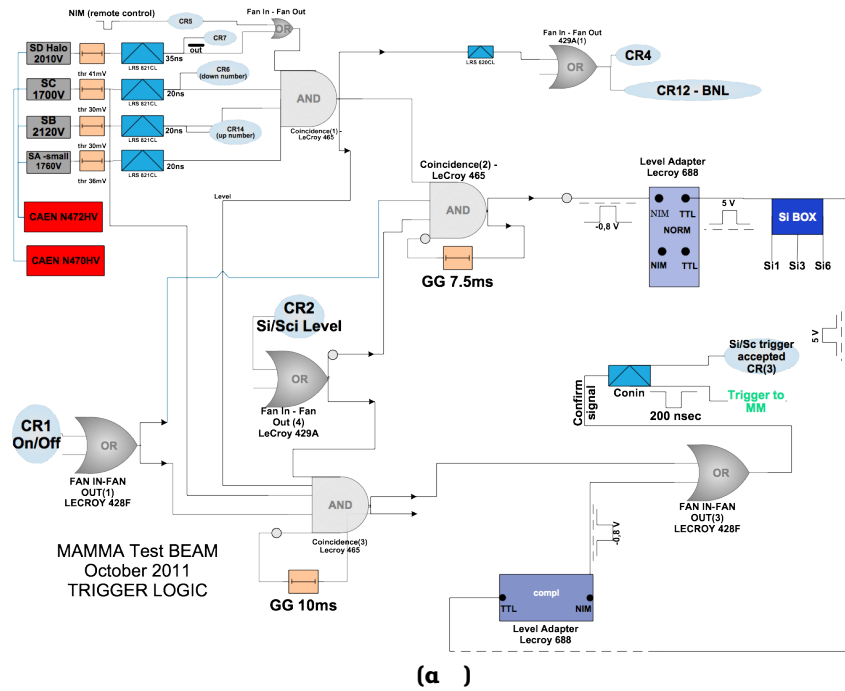 NIM (remote control)
CR5
Fan In - Fan Out
OR
CR7
out
SD Halo
2010V
35ns
thr 41mV
LRS 821CL
CR6
(down number)
SC
1700V
20ns
thr 30mV
LRS 821CL
SB
2120V
20ns
thr 30mV
LRS 821CL
CR14
(up number)
SA -small
1760V
20ns
thr 36mV
LRS 821CL
AND
Coincidence(1) -
LeCroy 465
LRS 620CL
Fan In - Fan Out
429A(1)
OR
CR4
CR12 - BNL
CAEN N472HV
CAEN N470HV
Level
Coincidence(2) -
LeCroy 465
AND
GG 7.5ms
-0,8 V
Level Adapter
Lecroy 688
NIM
TTL
NORM
NIM
TTL
5 V
Si BOX
Si1
Si3
Si6
5 V
CR2
Si/Sci Level
OR
Fan In - Fan
Out (4)
LeCroy 429A
Confirm
signal
Conin
200 nsec
Si/Sc trigger
accepted
CR(3)
Trigger to
MM
CR1
On/Off
OR
FAN IN-FAN
OUT(1)
LECROY 428F
AND
Coincidence(3)
Lecroy 465
GG 10ms
OR
FAN IN-FAN
OUT(3)
LECROY 428F
-0,8 V
compl
TTL
NIM
Level Adapter
Lecroy 688
MAMMA Test BEAM
October 2011
TRIGGER LOGIC
(a )